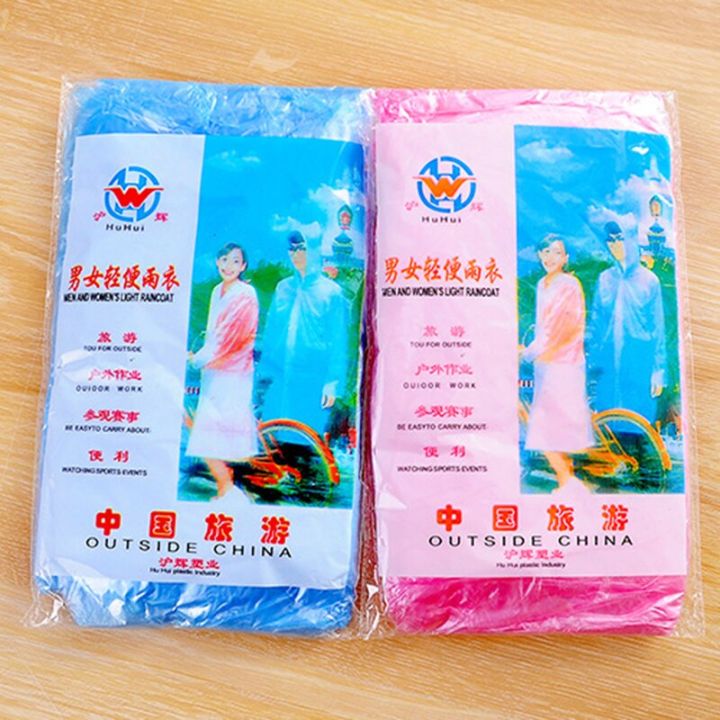 沪 辉
HuHui
男女轻便雨衣
MEN AND WOMEN'S LIGHT RAINCOAT
旅 游
TOU FOR OUTSIDE
户外作业
OUIOOR WORK
参观赛事
BE EASYTO CARRY ABOUT
便 利
WATCHING SPORTS EVENTS
中国旅游
OUTSIDE CHINA
沪辉塑业
Hu Hui plastic Industry
沪 辉
HuHui
男女轻便雨衣
MEN AND WOMEN'S LIGHT RAINCOAT
旅 游
TOU FOR OUTSIDE
户外作业
OUIOOR WORK
参观赛事
BE EASYTO CARRY ABOUT
便 利
WATCHING SPORTS EVENTS
中国旅游
OUTSIDE CHINA
沪辉塑业
Hu Hui plastic Industry